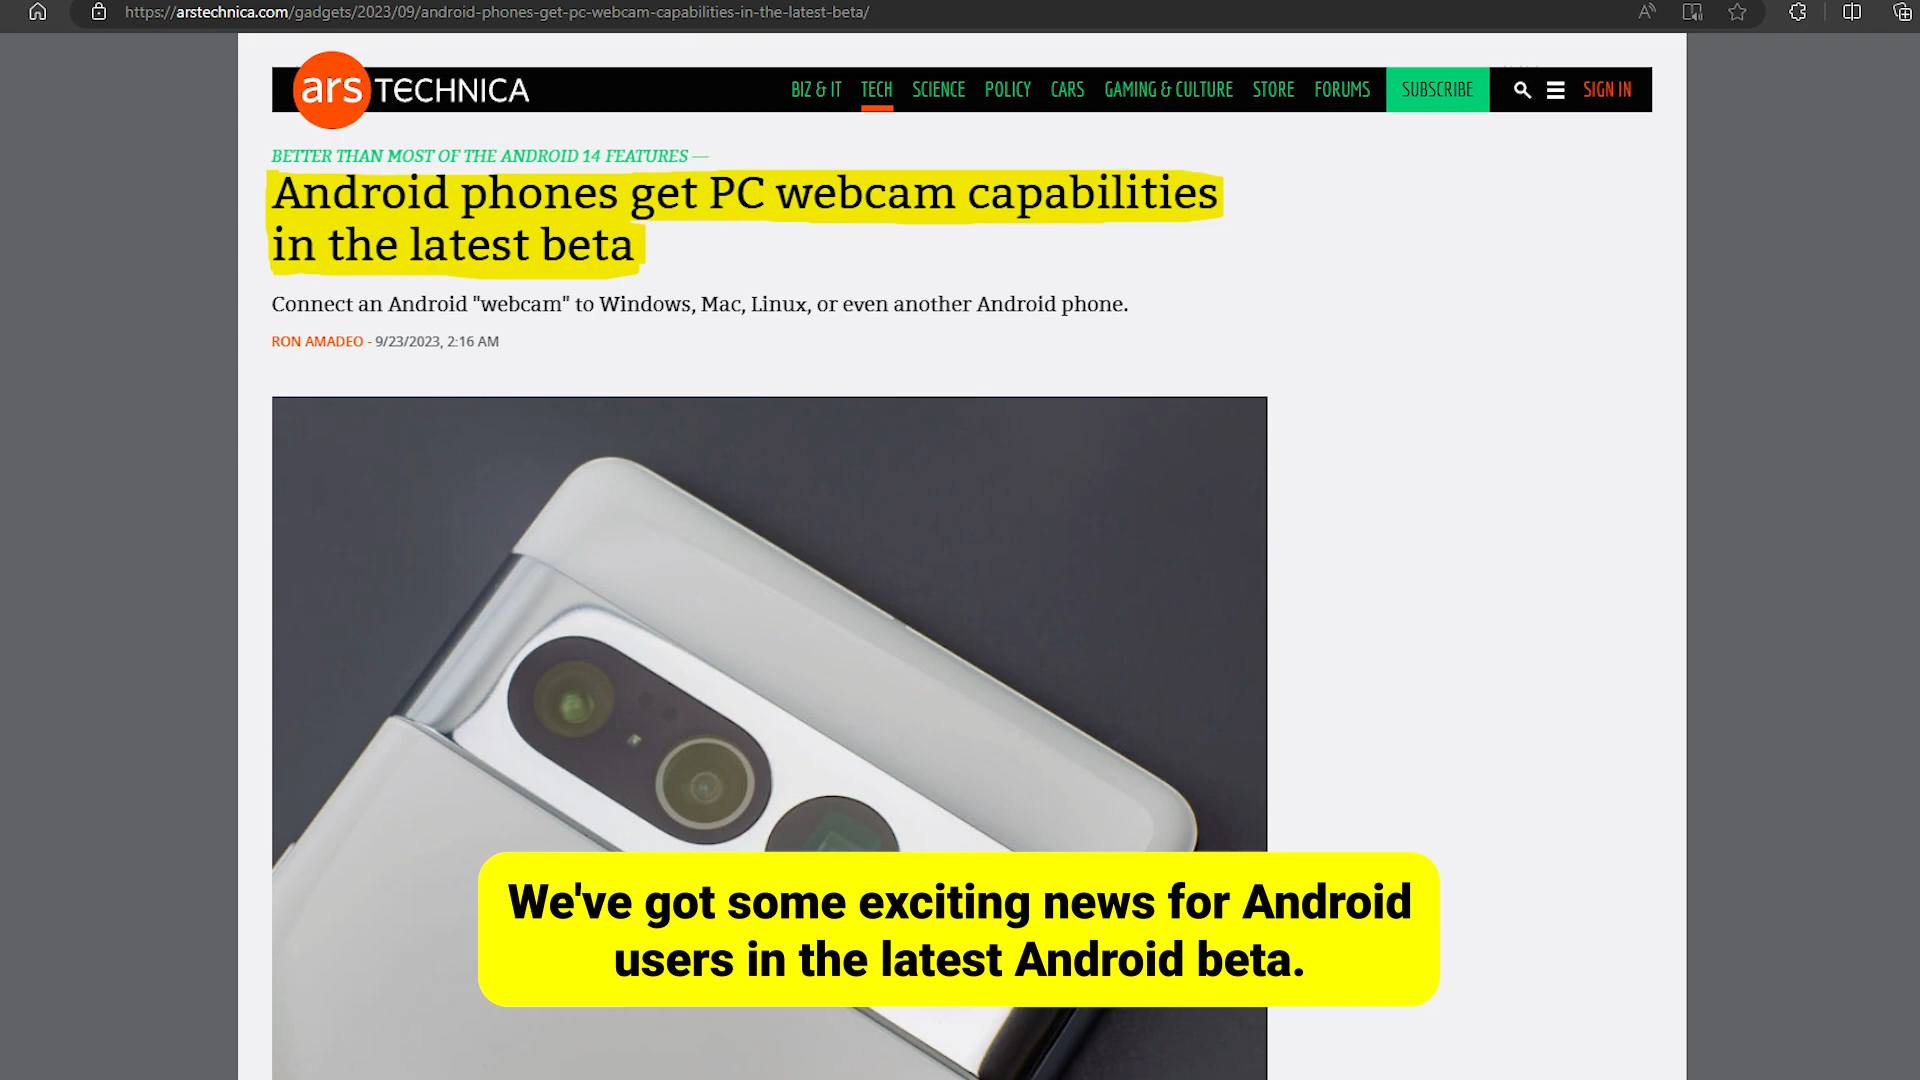 https://arstechnica.com/gadgets/2023/09/android-phones-get-pc-webcam-capabilities-in-the-latest-beta/
ars TECHNICA
BIZ & IT TECH SCIENCE POLICY CARS GAMING & CULTURE STORE FORUMS SUBSCRIBE SIGN IN
BETTER THAN MOST OF THE ANDROID 14 FEATURES —
Android phones get PC webcam capabilities
in the latest beta
Connect an Android "webcam" to Windows, Mac, Linux, or even another Android phone.
RON AMADEO - 9/23/2023, 2:16 AM
We've got some exciting news for Android
users in the latest Android beta.